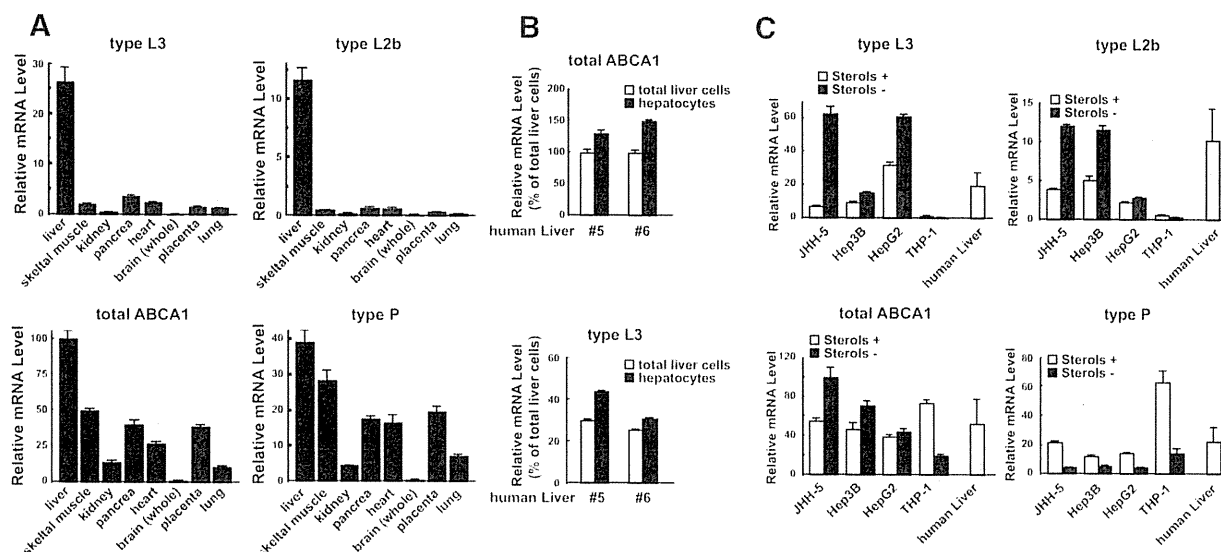 A
type L3
Relative mRNA Level
30
20
10
0
liver
skeltal muscle
kidney
pancrea
heart
brain (whole)
placenta
lung
type L2b
Relative mRNA Level
10
5
0
liver
skeltal muscle
kidney
pancrea
heart
brain (whole)
placenta
lung
total ABCA1
Relative mRNA Level
100
75
50
25
0
liver
skeltal muscle
kidney
pancrea
heart
brain (whole)
placenta
lung
type P
Relative mRNA Level
40
30
20
10
0
liver
skeltal muscle
kidney
pancrea
heart
brain (whole)
placenta
lung
B
total ABCA1
total liver cells
hepatocytes
Relative mRNA Level
(% of total liver cells)
200
150
100
50
0
human Liver #5 #6
type L3
total liver cells
hepatocytes
Relative mRNA Level
(% of total liver cells)
60
40
20
0
human Liver #5 #6
C
type L3
Sterols +
Sterols -
Relative mRNA Level
60
40
20
0
JHH-5
Hep3B
HepG2
THP-1
human Liver
type L2b
Sterols +
Sterols -
Relative mRNA Level
15
10
5
0
JHH-5
Hep3B
HepG2
THP-1
human Liver
total ABCA1
Sterols +
Sterols -
Relative mRNA Level
120
80
40
0
JHH-5
Hep3B
HepG2
THP-1
human Liver
type P
Sterols +
Sterols -
Relative mRNA Level
80
60
40
20
0
JHH-5
Hep3B
HepG2
THP-1
human Liver